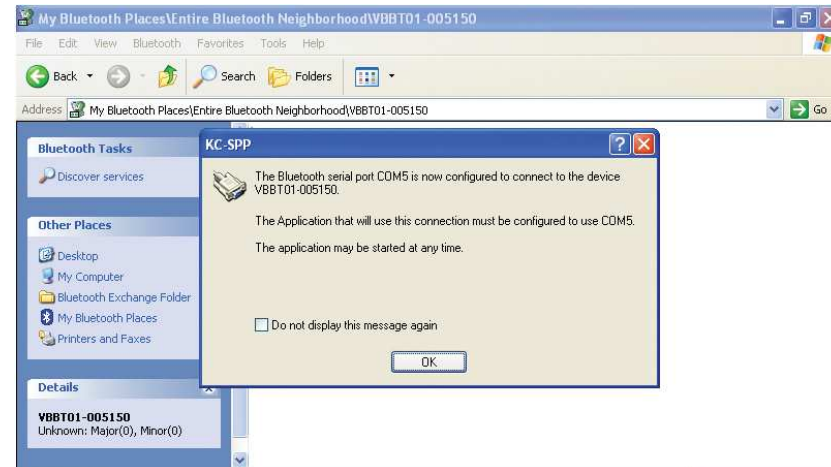 My Bluetooth Places\Entire Bluetooth Neighborhood\VBBT01-005150
File Edit View Bluetooth Favorites Tools Help
Back Search Folders
Address My Bluetooth Places\Entire Bluetooth Neighborhood\VBBT01-005150 Go
Bluetooth Tasks
Discover services
Other Places
Desktop
My Computer
Bluetooth Exchange Folder
My Bluetooth Places
Printers and Faxes
Details
VBBT01-005150
Unknown: Major(0), Minor(0)
KC-SPP
The Bluetooth serial port COM5 is now configured to connect to the device
VBBT01-005150.
The Application that will use this connection must be configured to use COM5.
The application may be started at any time.
Do not display this message again
OK